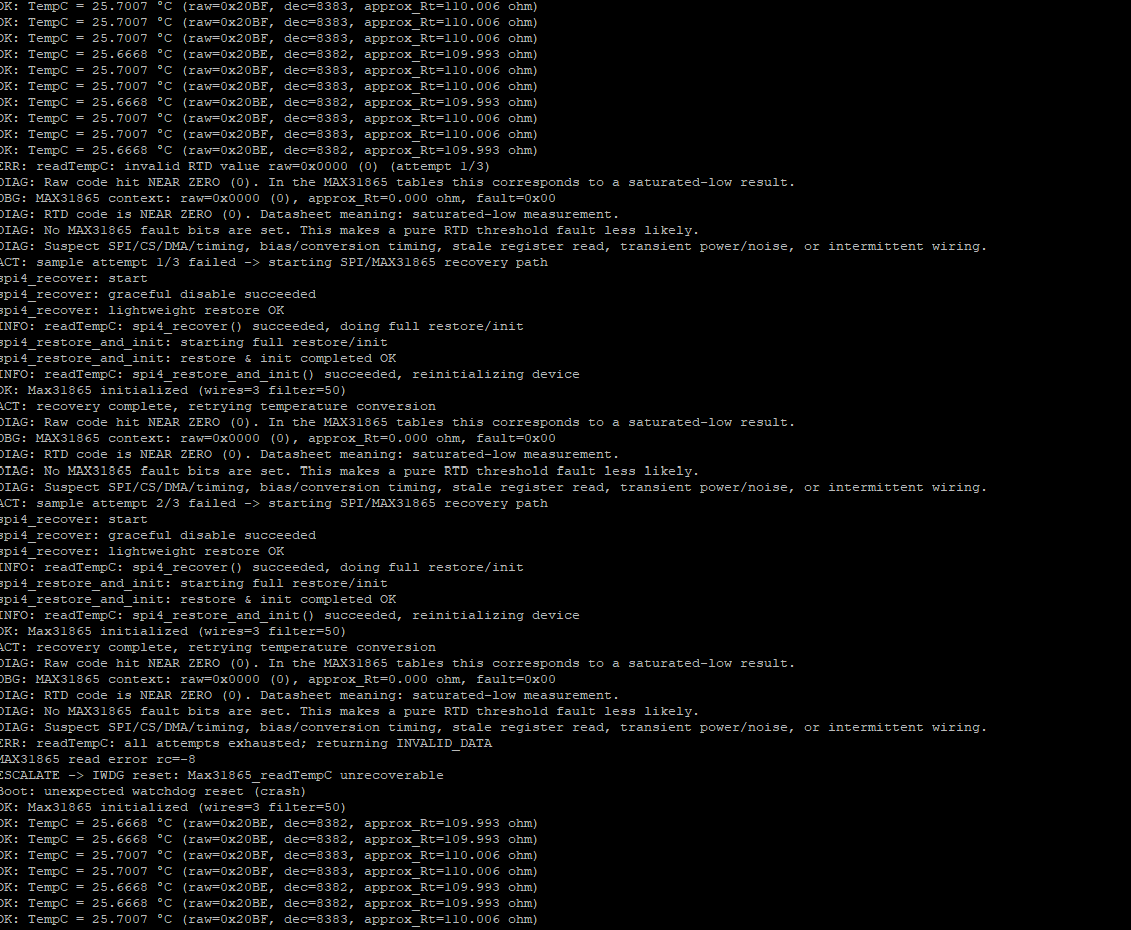 OK: TempC = 25.7007 °C (raw=0x20BF, dec=8383, approx_Rt=110.006 ohm)
OK: TempC = 25.7007 °C (raw=0x20BF, dec=8383, approx_Rt=110.006 ohm)
OK: TempC = 25.7007 °C (raw=0x20BF, dec=8383, approx_Rt=110.006 ohm)
OK: TempC = 25.6668 °C (raw=0x20BE, dec=8382, approx_Rt=109.993 ohm)
OK: TempC = 25.7007 °C (raw=0x20BF, dec=8383, approx_Rt=110.006 ohm)
OK: TempC = 25.7007 °C (raw=0x20BF, dec=8383, approx_Rt=110.006 ohm)
OK: TempC = 25.6668 °C (raw=0x20BE, dec=8382, approx_Rt=109.993 ohm)
OK: TempC = 25.7007 °C (raw=0x20BF, dec=8383, approx_Rt=110.006 ohm)
OK: TempC = 25.7007 °C (raw=0x20BF, dec=8383, approx_Rt=110.006 ohm)
OK: TempC = 25.6668 °C (raw=0x20BE, dec=8382, approx_Rt=109.993 ohm)
ERR: readTempC: invalid RTD value raw=0x0000 (0) (attempt 1/3)
DIAG: Raw code hit NEAR ZERO (0). In the MAX31865 tables this corresponds to a saturated-low result.
DBG: MAX31865 context: raw=0x0000 (0), approx_Rt=0.000 ohm, fault=0x00
DIAG: RTD code is NEAR ZERO (0). Datasheet meaning: saturated-low measurement.
DIAG: No MAX31865 fault bits are set. This makes a pure RTD threshold fault less likely.
DIAG: Suspect SPI/CS/DMA/timing, bias/conversion timing, stale register read, transient power/noise, or intermittent wiring.
ACT: sample attempt 1/3 failed -> starting SPI/MAX31865 recovery path
spi4_recover: start
spi4_recover: graceful disable succeeded
spi4_recover: lightweight restore OK
INFO: readTempC: spi4_recover() succeeded, doing full restore/init
spi4_restore_and_init: starting full restore/init
spi4_restore_and_init: restore & init completed OK
INFO: readTempC: spi4_restore_and_init() succeeded, reinitializing device
OK: Max31865 initialized (wires=3 filter=50)
ACT: recovery complete, retrying temperature conversion
DIAG: Raw code hit NEAR ZERO (0). In the MAX31865 tables this corresponds to a saturated-low result.
DBG: MAX31865 context: raw=0x0000 (0), approx_Rt=0.000 ohm, fault=0x00
DIAG: RTD code is NEAR ZERO (0). Datasheet meaning: saturated-low measurement.
DIAG: No MAX31865 fault bits are set. This makes a pure RTD threshold fault less likely.
DIAG: Suspect SPI/CS/DMA/timing, bias/conversion timing, stale register read, transient power/noise, or intermittent wiring.
ACT: sample attempt 2/3 failed -> starting SPI/MAX31865 recovery path
spi4_recover: start
spi4_recover: graceful disable succeeded
spi4_recover: lightweight restore OK
INFO: readTempC: spi4_recover() succeeded, doing full restore/init
spi4_restore_and_init: starting full restore/init
spi4_restore_and_init: restore & init completed OK
INFO: readTempC: spi4_restore_and_init() succeeded, reinitializing device
OK: Max31865 initialized (wires=3 filter=50)
ACT: recovery complete, retrying temperature conversion
DIAG: Raw code hit NEAR ZERO (0). In the MAX31865 tables this corresponds to a saturated-low result.
DBG: MAX31865 context: raw=0x0000 (0), approx_Rt=0.000 ohm, fault=0x00
DIAG: RTD code is NEAR ZERO (0). Datasheet meaning: saturated-low measurement.
DIAG: No MAX31865 fault bits are set. This makes a pure RTD threshold fault less likely.
DIAG: Suspect SPI/CS/DMA/timing, bias/conversion timing, stale register read, transient power/noise, or intermittent wiring.
ERR: readTempC: all attempts exhausted; returning INVALID_DATA
MAX31865 read error rc=-8
ESCALATE -> IWDG reset: Max31865_readTempC unrecoverable
Boot: unexpected watchdog reset (crash)
OK: Max31865 initialized (wires=3 filter=50)
OK: TempC = 25.6668 °C (raw=0x20BE, dec=8382, approx_Rt=109.993 ohm)
OK: TempC = 25.6668 °C (raw=0x20BE, dec=8382, approx_Rt=109.993 ohm)
OK: TempC = 25.7007 °C (raw=0x20BF, dec=8383, approx_Rt=110.006 ohm)
OK: TempC = 25.7007 °C (raw=0x20BF, dec=8383, approx_Rt=110.006 ohm)
OK: TempC = 25.6668 °C (raw=0x20BE, dec=8382, approx_Rt=109.993 ohm)
OK: TempC = 25.6668 °C (raw=0x20BE, dec=8382, approx_Rt=109.993 ohm)
OK: TempC = 25.7007 °C (raw=0x20BF, dec=8383, approx_Rt=110.006 ohm)